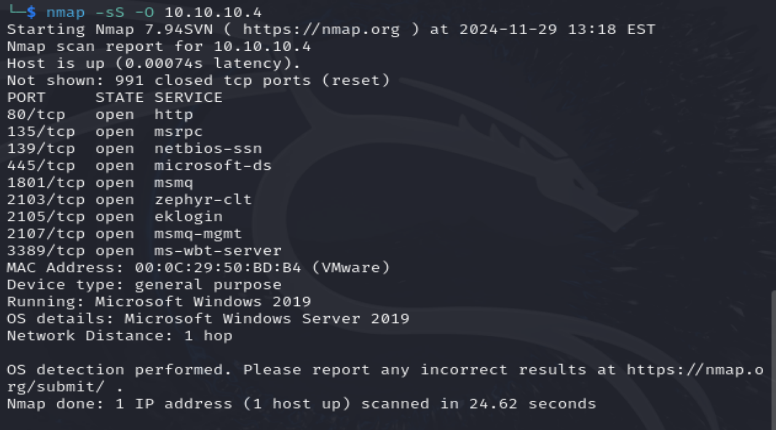 └─$ nmap -sS -O 10.10.10.4
Starting Nmap 7.94SVN ( https://nmap.org ) at 2024-11-29 13:18 EST
Nmap scan report for 10.10.10.4
Host is up (0.00074s latency).
Not shown: 991 closed tcp ports (reset)
PORT     STATE SERVICE
80/tcp   open  http
135/tcp  open  msrpc
139/tcp  open  netbios-ssn
445/tcp  open  microsoft-ds
1801/tcp open  msmq
2103/tcp open  zephyr-clt
2105/tcp open  eklogin
2107/tcp open  msmq-mgmt
3389/tcp open  ms-wbt-server
MAC Address: 00:0C:29:50:BD:B4 (VMware)
Device type: general purpose
Running: Microsoft Windows 2019
OS details: Microsoft Windows Server 2019
Network Distance: 1 hop

OS detection performed. Please report any incorrect results at https://nmap.o
rg/submit/ .
Nmap done: 1 IP address (1 host up) scanned in 24.62 seconds